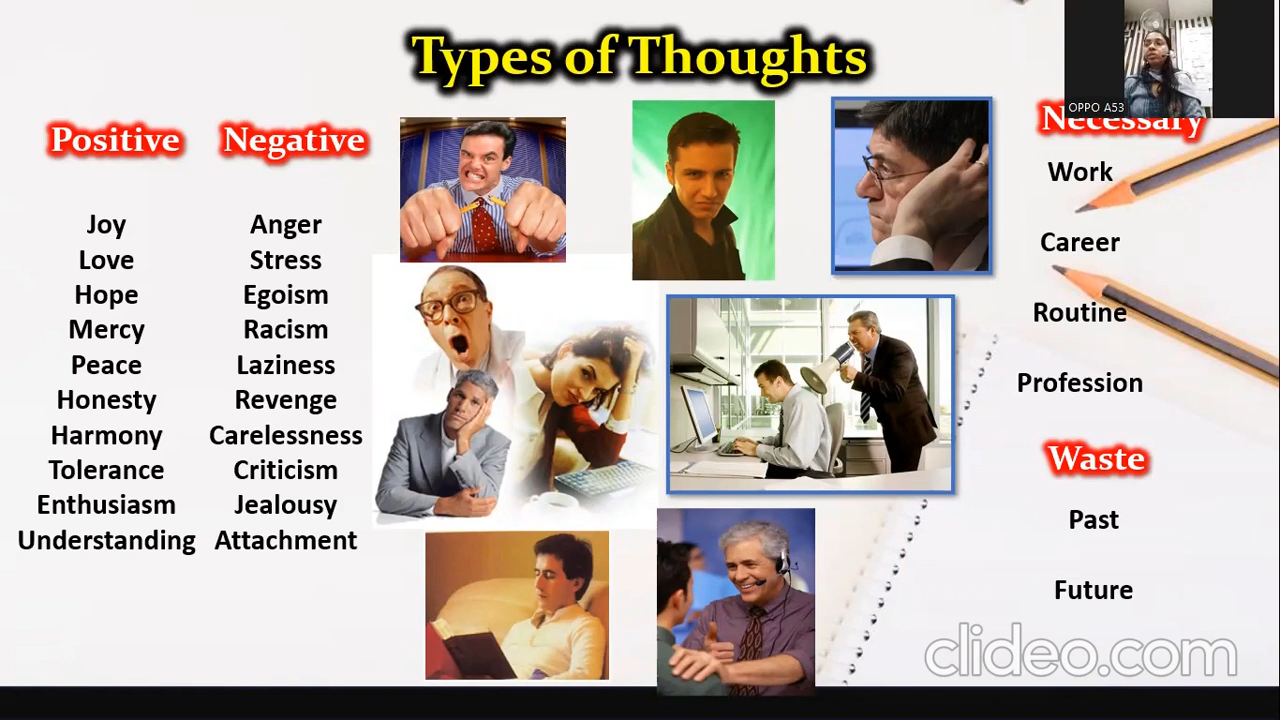 Types of Thoughts
OPPO A53
Positive
Joy
Love
Hope
Mercy
Peace
Honesty
Harmony
Tolerance
Enthusiasm
Understanding
Negative
Anger
Stress
Egoism
Racism
Laziness
Revenge
Carelessness
Criticism
Jealousy
Attachment
Necessary
Work
Career
Routine
Profession
Waste
Past
Future
clideo.com